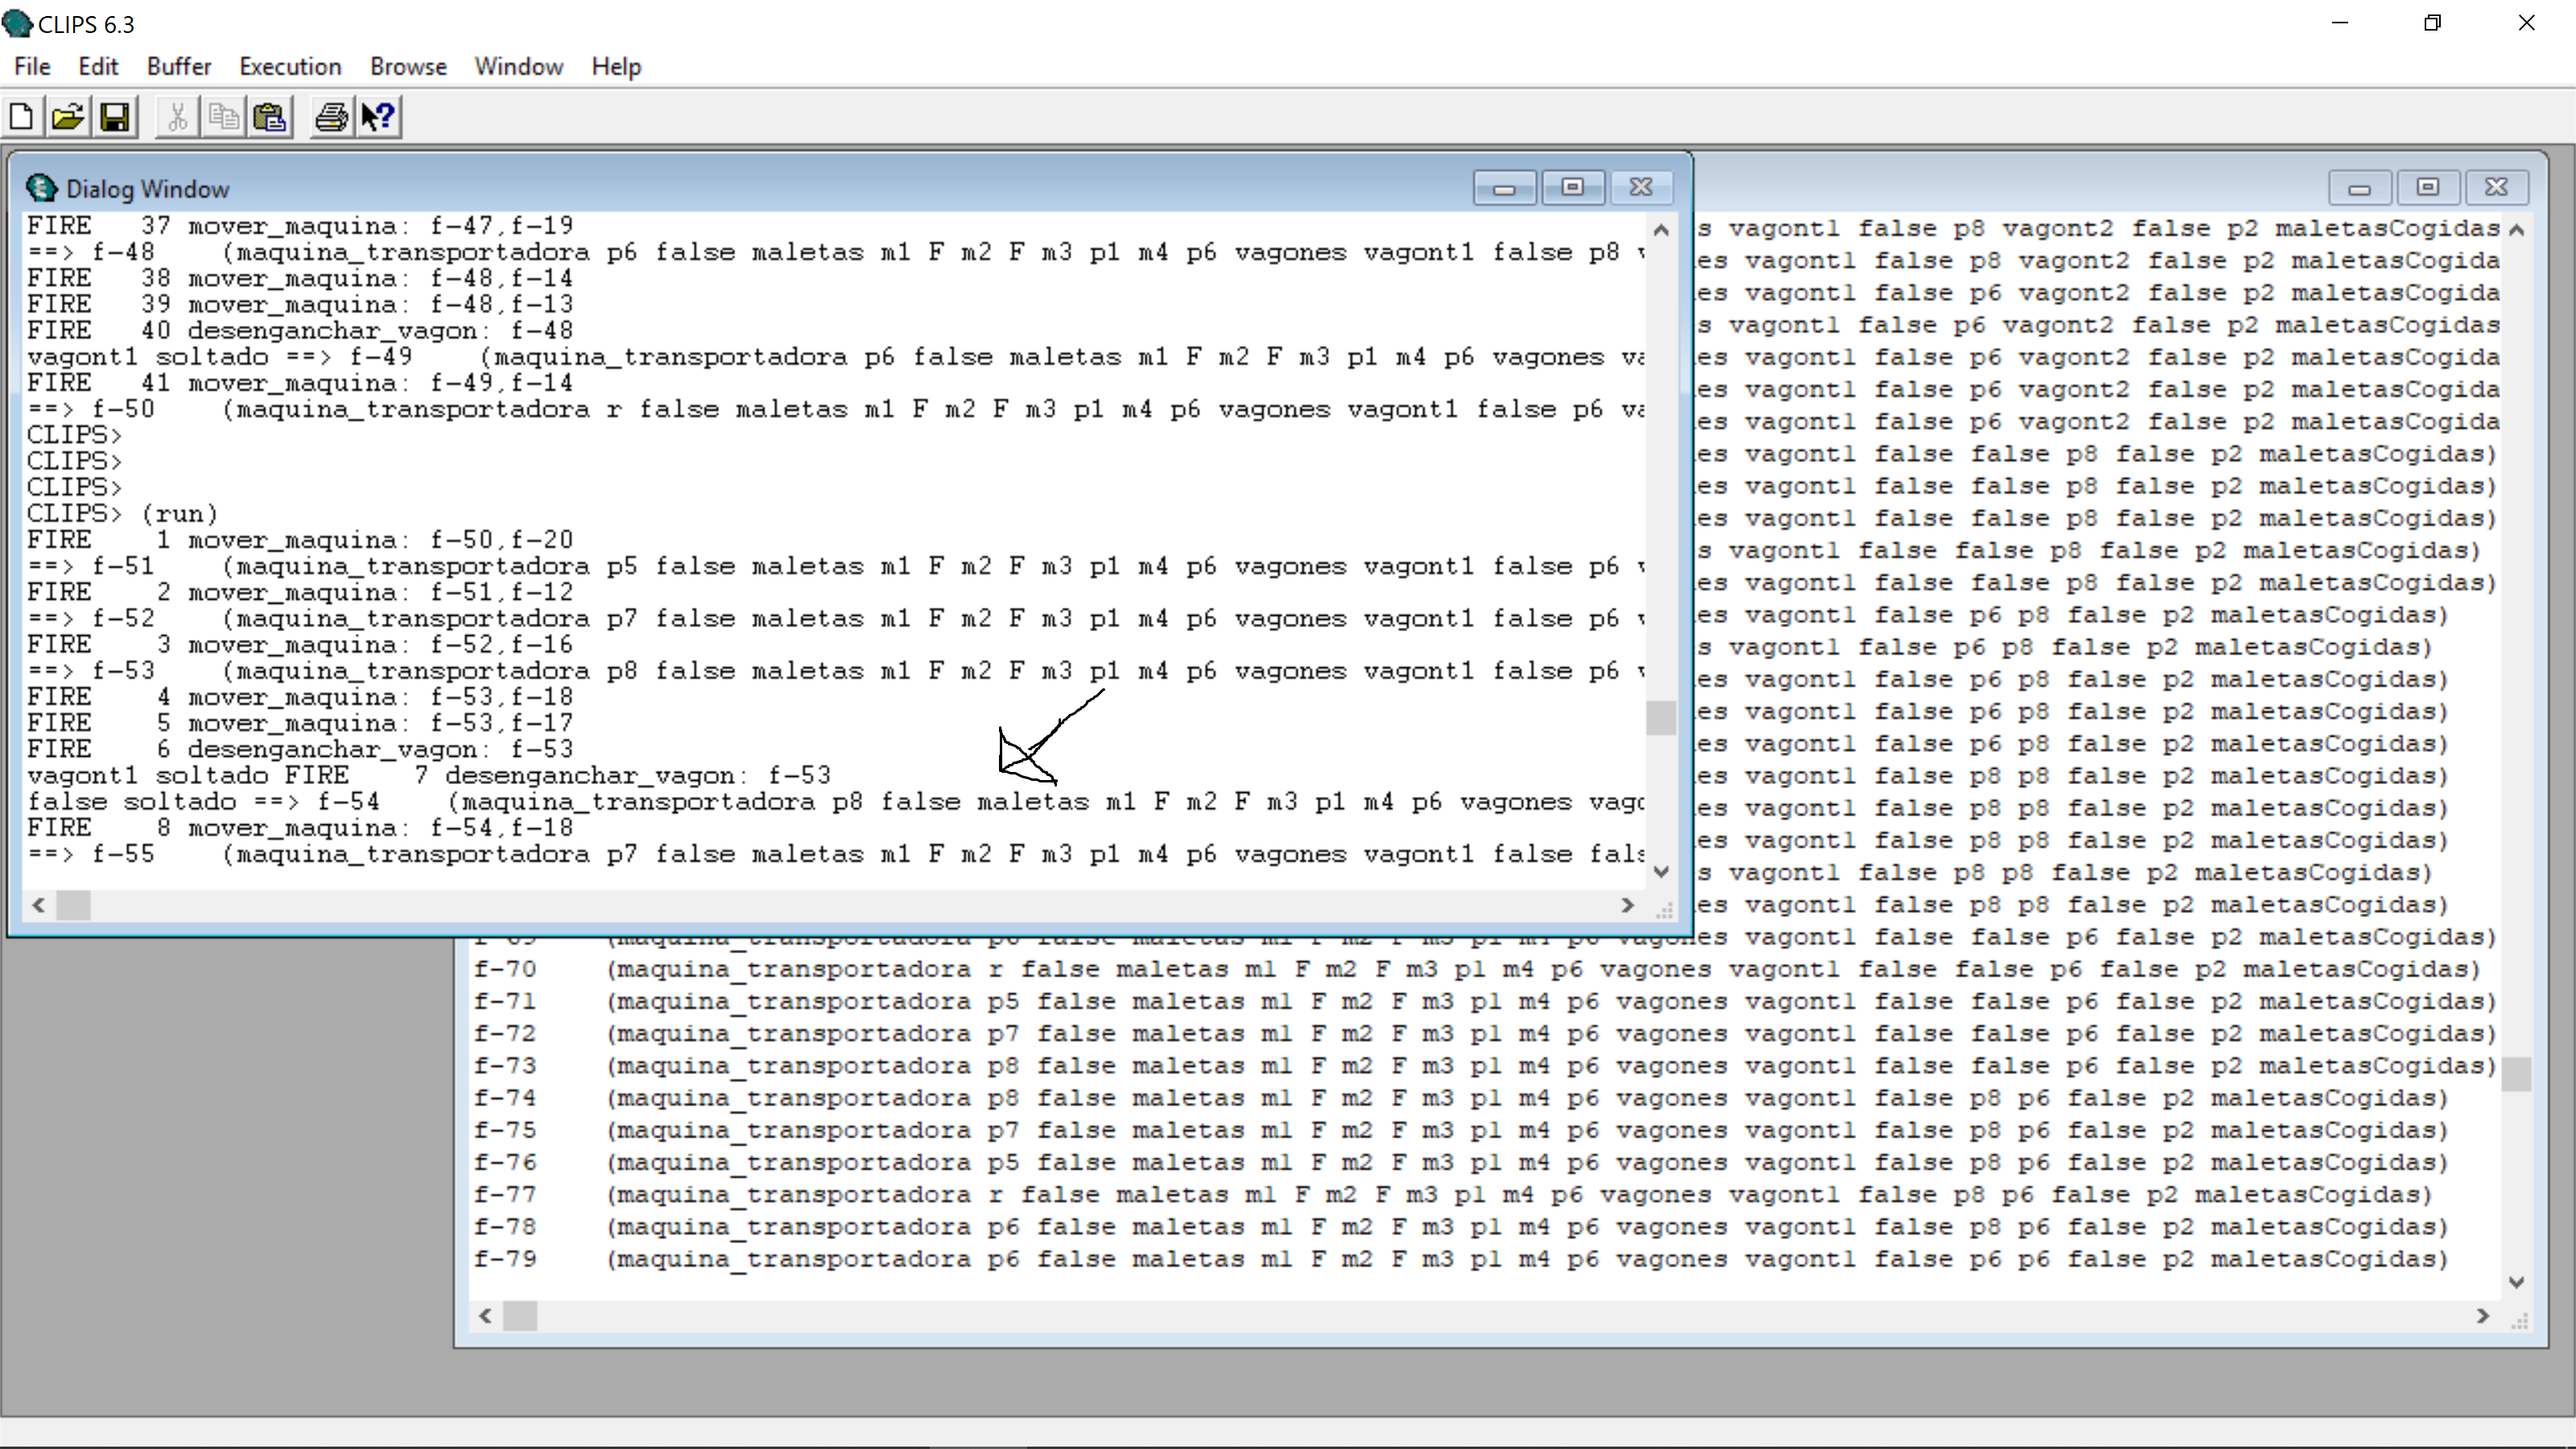 CLIPS 6.3
File Edit Buffer Execution Browse Window Help
Dialog Window
FIRE 37 mover_maquina: f-47,f-19
==> f-48 (maquina_transportadora p6 false maletas m1 F m2 F m3 p1 m4 p6 vagones vagont1 false p8
FIRE 38 mover_maquina: f-48,f-14
FIRE 39 mover_maquina: f-48,f-13
FIRE 40 desenganchar_vagon: f-48
vagont1 soltado ==> f-49 (maquina_transportadora p6 false maletas m1 F m2 F m3 p1 m4 p6 vagones va
FIRE 41 mover_maquina: f-49,f-14
==> f-50 (maquina_transportadora r false maletas m1 F m2 F m3 p1 m4 p6 vagones vagont1 false p6 va
CLIPS>
CLIPS>
CLIPS>
CLIPS> (run)
FIRE 1 mover_maquina: f-50,f-20
==> f-51 (maquina_transportadora p5 false maletas m1 F m2 F m3 p1 m4 p6 vagones vagont1 false p6
FIRE 2 mover_maquina: f-51,f-12
==> f-52 (maquina_transportadora p7 false maletas m1 F m2 F m3 p1 m4 p6 vagones vagont1 false p6
FIRE 3 mover_maquina: f-52,f-16
==> f-53 (maquina_transportadora p8 false maletas m1 F m2 F m3 p1 m4 p6 vagones vagont1 false p6
FIRE 4 mover_maquina: f-53,f-18
FIRE 5 mover_maquina: f-53,f-17
FIRE 6 desenganchar_vagon: f-53
vagont1 soltado FIRE 7 desenganchar_vagon: f-53
false soltado ==> f-54 (maquina_transportadora p8 false maletas m1 F m2 F m3 p1 m4 p6 vagones vago
FIRE 8 mover_maquina: f-54,f-18
==> f-55 (maquina_transportadora p7 false maletas m1 F m2 F m3 p1 m4 p6 vagones vagont1 false fals
s vagont1 false p8 vagont2 false p2 maletasCogidas
es vagont1 false p8 vagont2 false p2 maletasCogida
es vagont1 false p6 vagont2 false p2 maletasCogida
s vagont1 false p6 vagont2 false p2 maletasCogidas
es vagont1 false p6 vagont2 false p2 maletasCogida
es vagont1 false p6 vagont2 false p2 maletasCogida
es vagont1 false p6 vagont2 false p2 maletasCogida
es vagont1 false false p8 false p2 maletasCogidas)
es vagont1 false false p8 false p2 maletasCogidas)
es vagont1 false false p8 false p2 maletasCogidas)
s vagont1 false false p8 false p2 maletasCogidas)
es vagont1 false false p8 false p2 maletasCogidas)
es vagont1 false p6 p8 false p2 maletasCogidas)
s vagont1 false p6 p8 false p2 maletasCogidas)
es vagont1 false p6 p8 false p2 maletasCogidas)
es vagont1 false p6 p8 false p2 maletasCogidas)
es vagont1 false p6 p8 false p2 maletasCogidas)
es vagont1 false p8 p8 false p2 maletasCogidas)
es vagont1 false p8 p8 false p2 maletasCogidas)
es vagont1 false p8 p8 false p2 maletasCogidas)
s vagont1 false p8 p8 false p2 maletasCogidas)
es vagont1 false p8 p8 false p2 maletasCogidas)
f-69 (maquina_transportadora p6 false maletas m1 F m2 F m3 p1 m4 p6 vagones vagont1 false false p6 false p2 maletasCogidas)
f-70 (maquina_transportadora r false maletas m1 F m2 F m3 p1 m4 p6 vagones vagont1 false false p6 false p2 maletasCogidas)
f-71 (maquina_transportadora p5 false maletas m1 F m2 F m3 p1 m4 p6 vagones vagont1 false false p6 false p2 maletasCogidas)
f-72 (maquina_transportadora p7 false maletas m1 F m2 F m3 p1 m4 p6 vagones vagont1 false false p6 false p2 maletasCogidas)
f-73 (maquina_transportadora p8 false maletas m1 F m2 F m3 p1 m4 p6 vagones vagont1 false false p6 false p2 maletasCogidas)
f-74 (maquina_transportadora p8 false maletas m1 F m2 F m3 p1 m4 p6 vagones vagont1 false p8 p6 false p2 maletasCogidas)
f-75 (maquina_transportadora p7 false maletas m1 F m2 F m3 p1 m4 p6 vagones vagont1 false p8 p6 false p2 maletasCogidas)
f-76 (maquina_transportadora p5 false maletas m1 F m2 F m3 p1 m4 p6 vagones vagont1 false p8 p6 false p2 maletasCogidas)
f-77 (maquina_transportadora r false maletas m1 F m2 F m3 p1 m4 p6 vagones vagont1 false p8 p6 false p2 maletasCogidas)
f-78 (maquina_transportadora p6 false maletas m1 F m2 F m3 p1 m4 p6 vagones vagont1 false p8 p6 false p2 maletasCogidas)
f-79 (maquina_transportadora p6 false maletas m1 F m2 F m3 p1 m4 p6 vagones vagont1 false p6 p6 false p2 maletasCogidas)